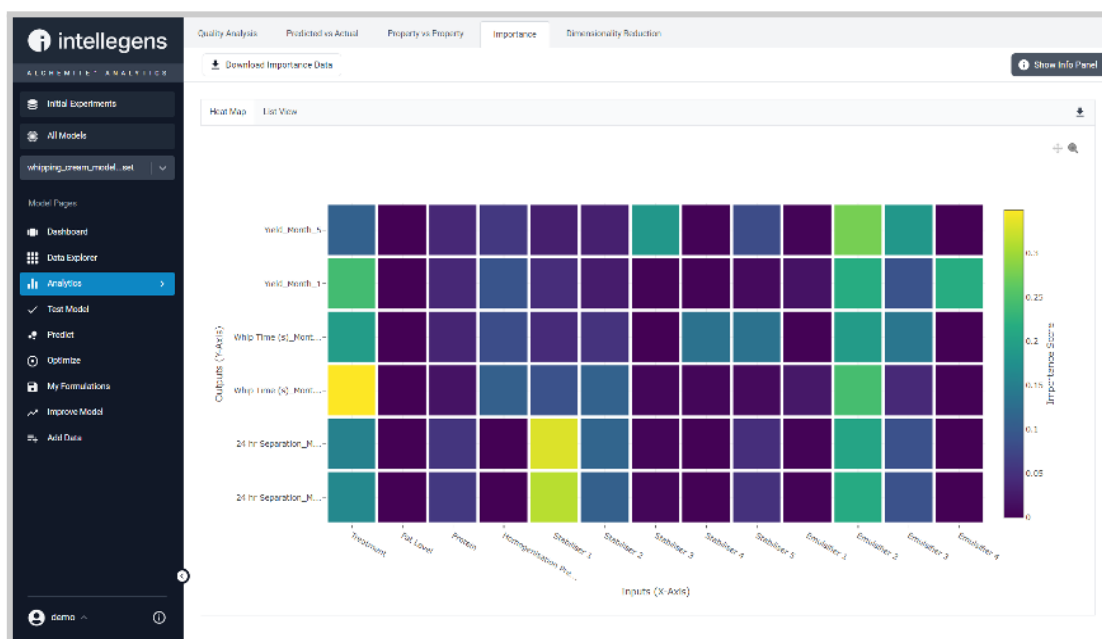 intellegens
ALCHEMITE™ ANALYTICS
Initial Experiments
All Models
whipping_cream_model...set
Model Pages
Dashboard
Data Explorer
Analytics
Test Model
Predict
Optimize
My Formulations
Improve Model
Add Data
demo
Quality Analysis
Predicted vs Actual
Property vs Property
Importance
Dimensionality Reduction
Download Importance Data
Show Info Panel
Heat Map
List View
Outputs (Y-Axis)
Yield_Month_5
Yield_Month_1
Whip Time (s)_Mont...
Whip Time (s)_Mont...
24 hr Separation_M...
24 hr Separation_M...
Treatment
Fat Level
Protein
Homogenisation Pre...
Stabiliser 1
Stabiliser 2
Stabiliser 3
Stabiliser 4
Stabiliser 5
Emulsifier 1
Emulsifier 2
Emulsifier 3
Emulsifier 4
Inputs (X-Axis)
0.3
0.25
0.2
0.15
0.1
0.05
0
Importance Score